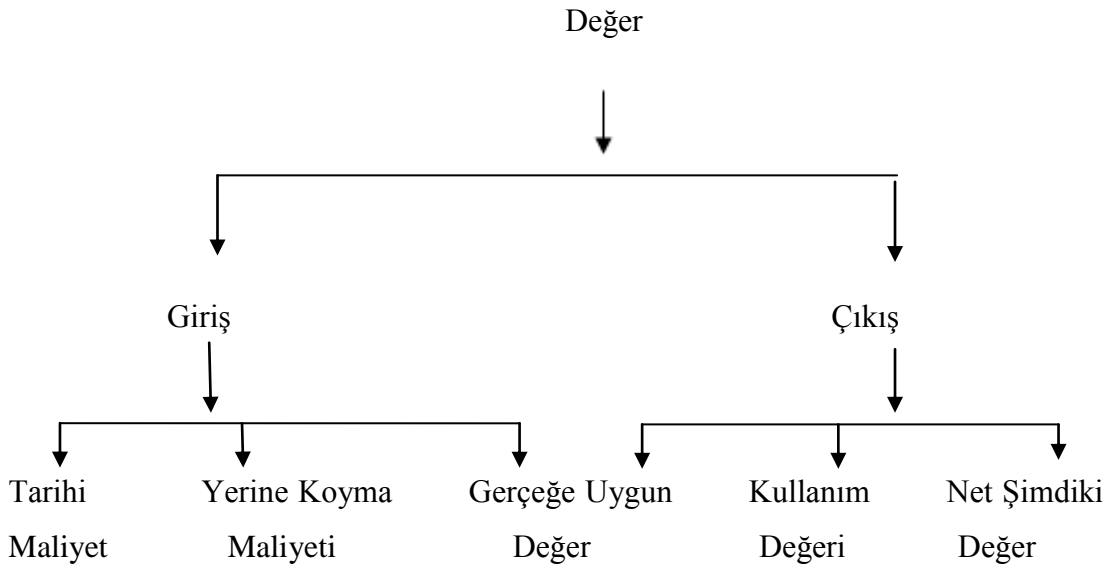 Değer
Giriş Çıkış
Tarihi Yerine Koyma Gerçeğe Uygun Kullanım Net Şimdiki
Maliyet Maliyeti Değer Değeri Değer